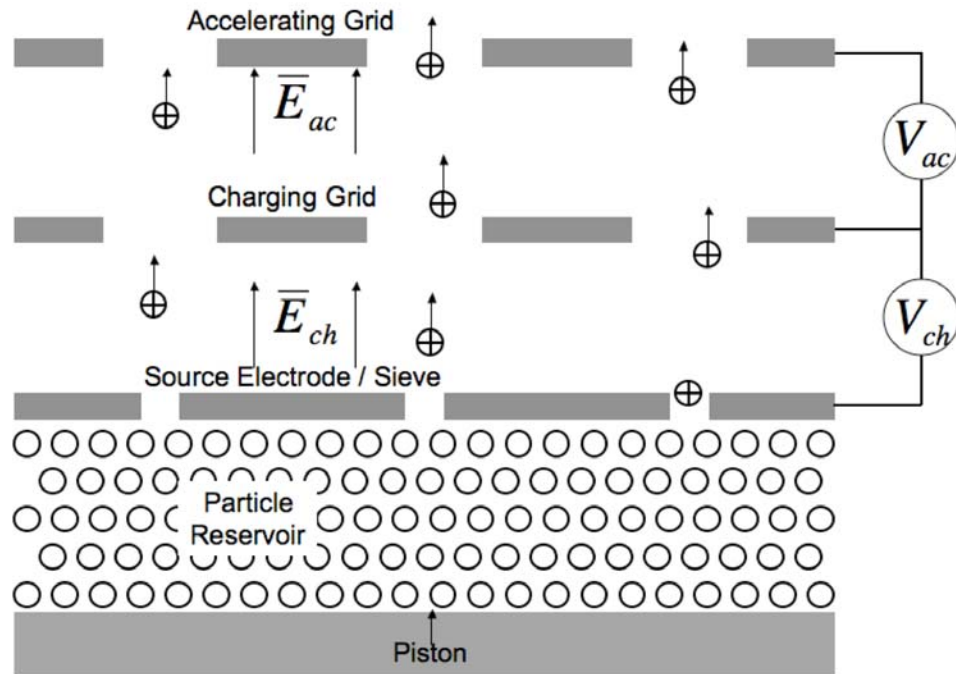 Accelerating Grid
E̅ac
Vac
Charging Grid
E̅ch
Vch
Source Electrode / Sieve
Particle
Reservoir
Piston